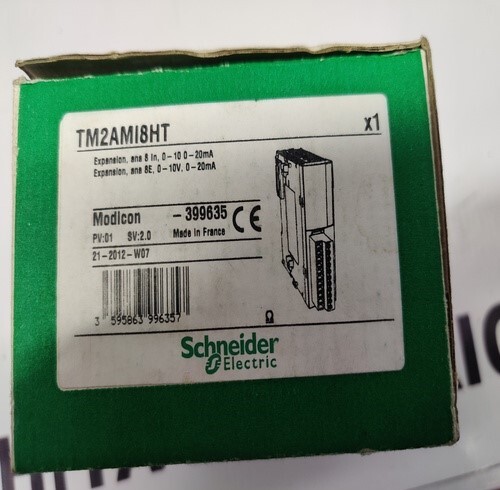 TM2AMI8HT x1
Expansion, ana 8 In, 0-10 0-20mA
Expansion, ana 8E, 0-10V, 0-20mA
Modicon -399635 CE
PV:01 SV:2.0 Made in France
21-2012-W07
3 595863 996357
Schneider
Electric